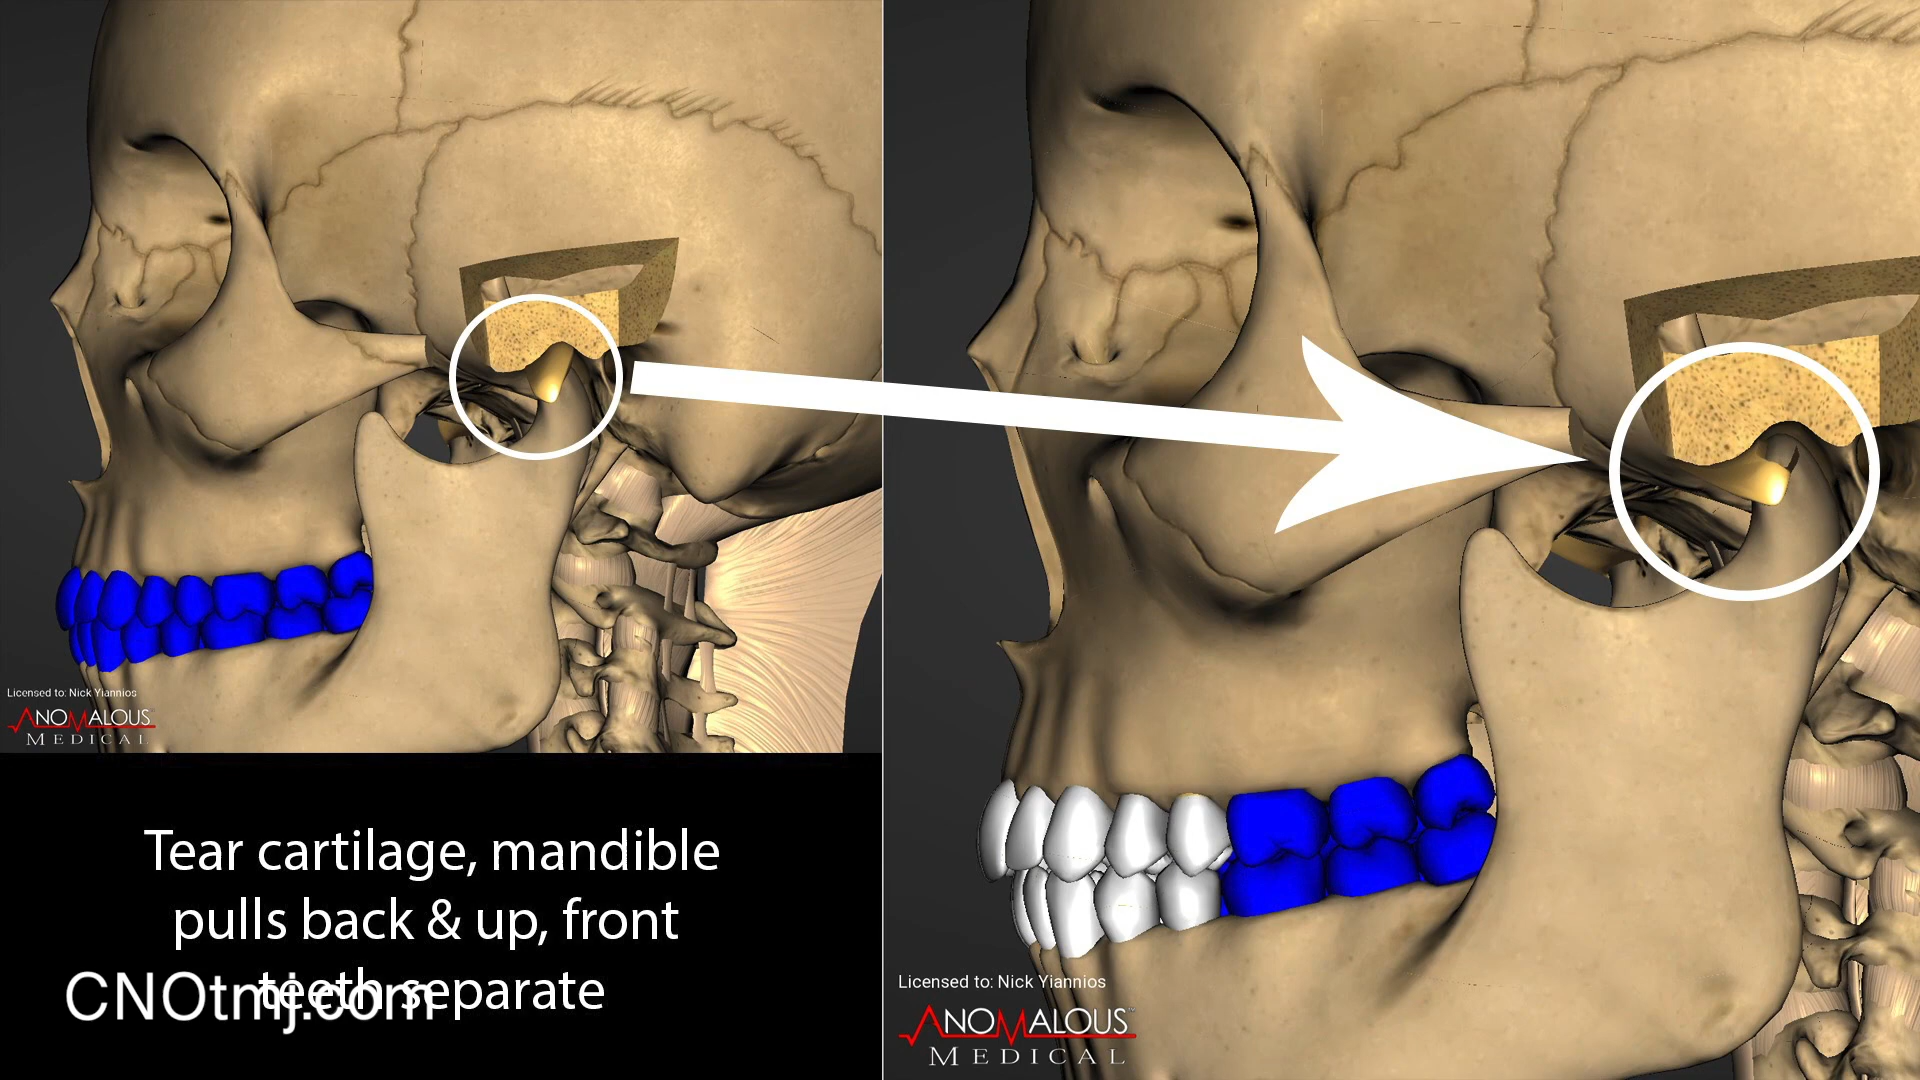 Licensed to: Nick Yiannios
ANOMALOUS
MEDICAL
Tear cartilage, mandible
pulls back & up, front
teeth separate
CNOtmj.com
Licensed to: Nick Yiannios
ANOMALOUS
MEDICAL